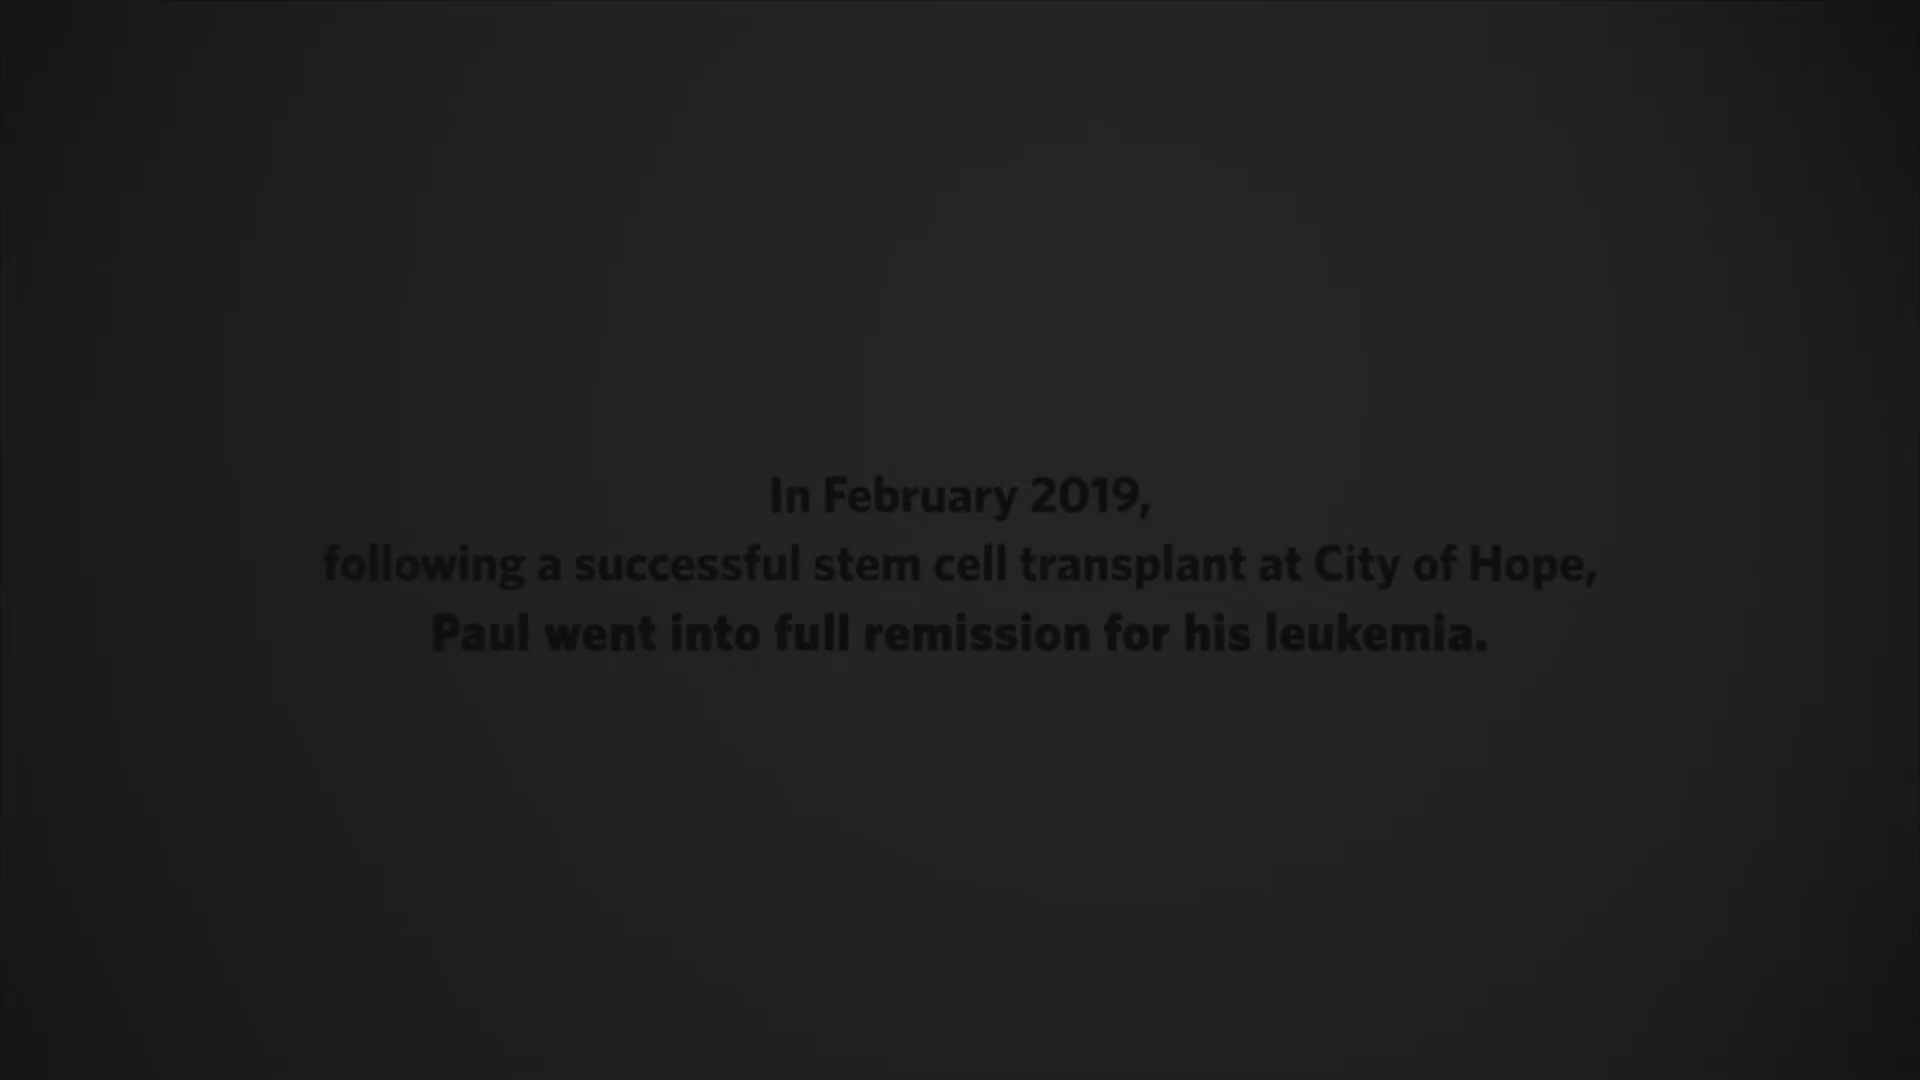 In February 2019,
following a successful stem cell transplant at City of Hope,
Paul went into full remission for his leukemia.